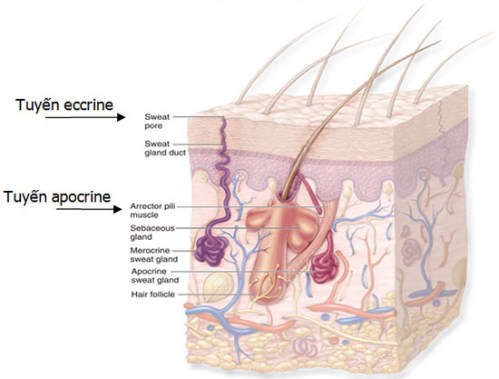 Tuyến eccrine
Sweat
pore
Sweat
gland duct
Tuyến apocrine
Arrector pili
muscle
Sebaceous
gland
Merocrine
sweat gland
Apocrine
sweat gland
Hair follicle